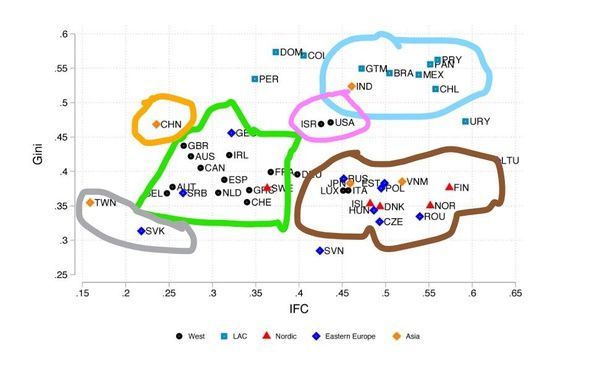 .6
.55
.5
.45
.4
.35
.3
.25
Gini
DOM
COL
PRY
PAN
GTM
BRA
MEX
PER
IND
CHL
CHN
ISR
USA
URY
GEO
GBR
AUS
IRL
LTU
CAN
FRA
DEU
ESP
RUS
JPN
EST
POL
VNM
AUT
BEL
SRB
NLD
GRC
SWE
LUX
ITA
FIN
TWN
CHE
ISL
DNK
NOR
HUN
ROU
SVK
CZE
SVN
.15 .2 .25 .3 .35 .4 .45 .5 .55 .6 .65
IFC
West LAC Nordic Eastern Europe Asia